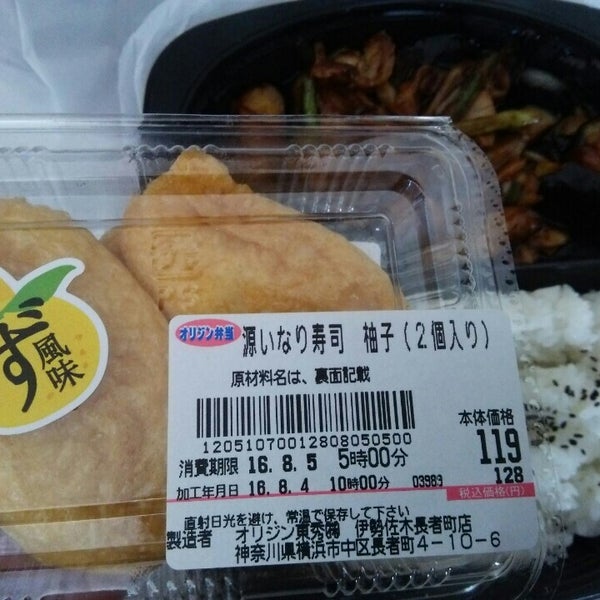 ず
風味
オリジン弁当
源いなり寿司 柚子(2個入り)
原材料名は、裏面記載
12051070012808050500
本体価格
119
128
税込価格(円)
消費期限 16.8.5 5時00分
加工年月日 16.8.4 10時00分 03989
直射日光を避け、常温で保存して下さい
製造者 オリジン東秀㈱ 伊勢佐木長者町店
神奈川県横浜市中区長者町4-10-6